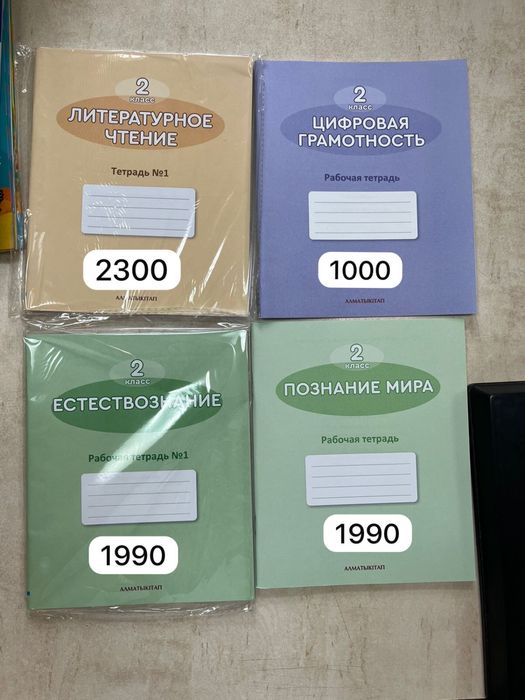 2
класс
ЛИТЕРАТУРНОЕ
ЧТЕНИЕ
Тетрадь №1
2300
АЛМАТЫКІТАП
2
класс
ЦИФРОВАЯ
ГРАМОТНОСТЬ
Рабочая тетрадь
1000
АЛМАТЫКІТАП
2
класс
ЕСТЕСТВОЗНАНИЕ
Рабочая тетрадь №1
1990
АЛМАТЫКІТАП
2
класс
ПОЗНАНИЕ МИРА
Рабочая тетрадь
1990
АЛМАТЫКІТАП